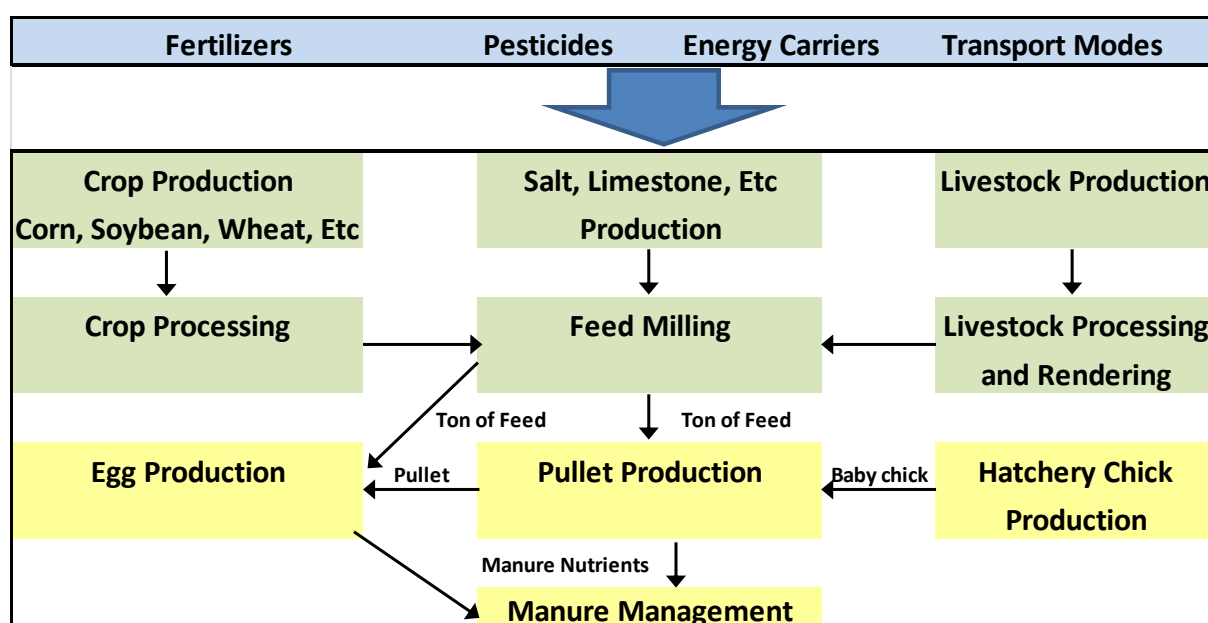 Fertilizers Pesticides Energy Carriers Transport Modes
Crop Production
Corn, Soybean, Wheat, Etc
Salt, Limestone, Etc
Production
Livestock Production
Crop Processing
Feed Milling
Livestock Processing
and Rendering
Ton of Feed
Ton of Feed
Egg Production
Pullet
Pullet Production
Baby chick
Hatchery Chick
Production
Manure Nutrients
Manure Management